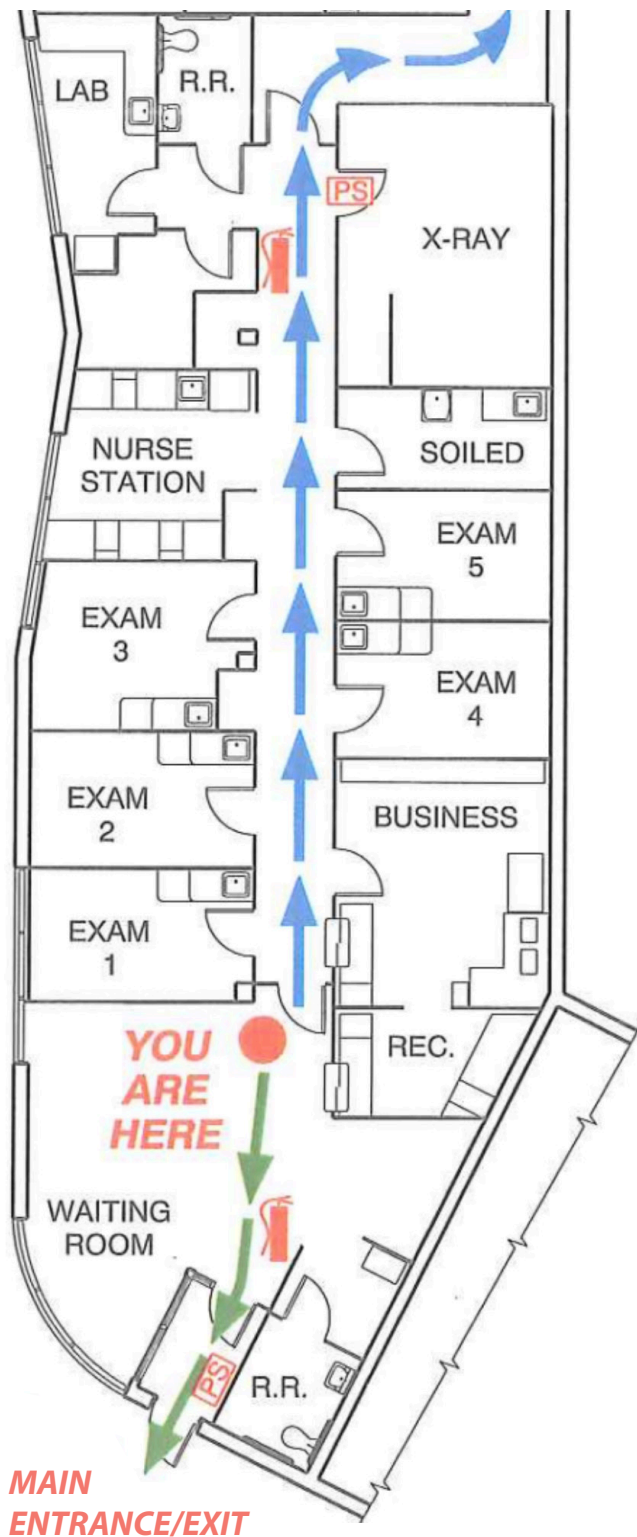 LAB
R.R.
PS
X-RAY
NURSE
STATION
SOILED
EXAM
5
EXAM
3
EXAM
4
EXAM
2
BUSINESS
EXAM
1
YOU
ARE
HERE
REC.
WAITING
ROOM
PS
R.R.
MAIN
ENTRANCE/EXIT